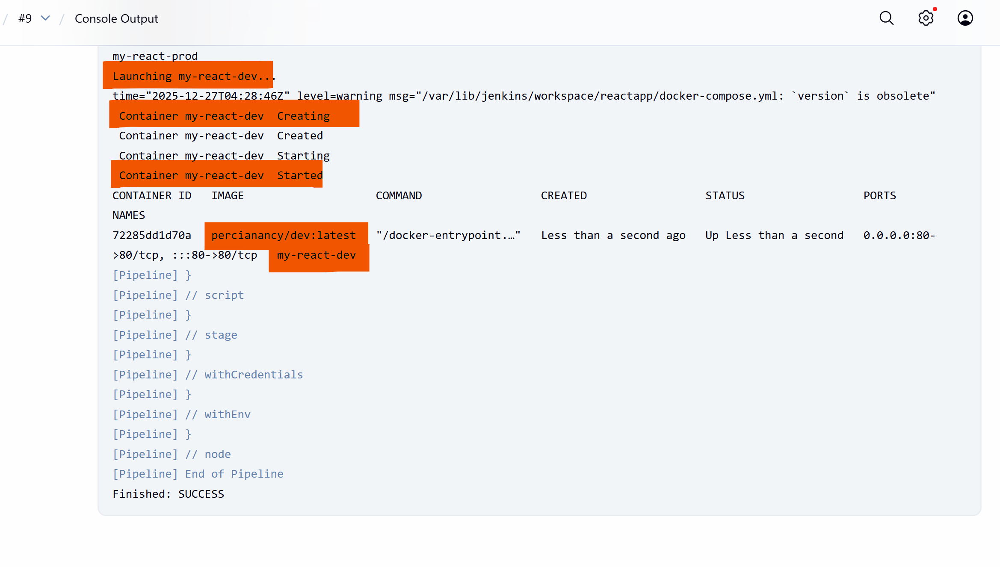 / #9 / Console Output
my-react-prod
Launching my-react-dev...
time="2025-12-27T04:28:46Z" level=warning msg="/var/lib/jenkins/workspace/reactapp/docker-compose.yml: `version` is obsolete"
 Container my-react-dev  Creating
 Container my-react-dev  Created
 Container my-react-dev  Starting
 Container my-react-dev  Started
CONTAINER ID   IMAGE                    COMMAND                  CREATED                  STATUS                  PORTS
NAMES
72285dd1d70a   percianancy/dev:latest   "/docker-entrypoint.…"   Less than a second ago   Up Less than a second   0.0.0.0:80-
>80/tcp, :::80->80/tcp   my-react-dev
[Pipeline] }
[Pipeline] // script
[Pipeline] }
[Pipeline] // stage
[Pipeline] }
[Pipeline] // withCredentials
[Pipeline] }
[Pipeline] // withEnv
[Pipeline] }
[Pipeline] // node
[Pipeline] End of Pipeline
Finished: SUCCESS